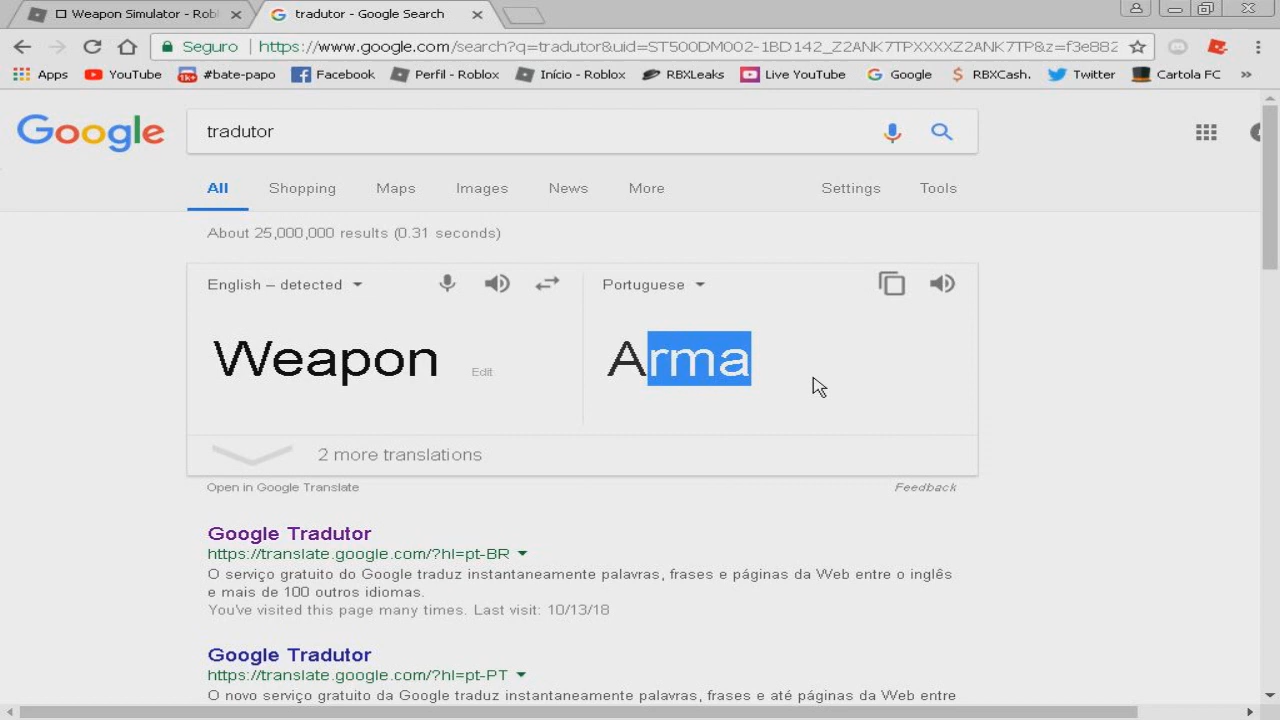 Weapon Simulator - Robl
tradutor - Google Search
Seguro
https://www.google.com/search?q=tradutor&uid=ST500DM002-1BD142_Z2ANK7TPXXXXZ2ANK7TP&z=f3e882
Apps YouTube #bate-papo Facebook Perfil - Roblox Início - Roblox RBXLeaks Live YouTube Google RBXCash. Twitter Cartola FC »
Google
tradutor
All Shopping Maps Images News More Settings Tools
About 25,000,000 results (0.31 seconds)
English – detected
Portuguese
Weapon
Edit
Arma
2 more translations
Open in Google Translate
Feedback
Google Tradutor
https://translate.google.com/?hl=pt-BR
O serviço gratuito do Google traduz instantaneamente palavras, frases e páginas da Web entre o inglês
e mais de 100 outros idiomas.
You've visited this page many times. Last visit: 10/13/18
Google Tradutor
https://translate.google.com/?hl=pt-PT
O novo serviço gratuito da Google traduz instantaneamente palavras, frases e até páginas da Web entre